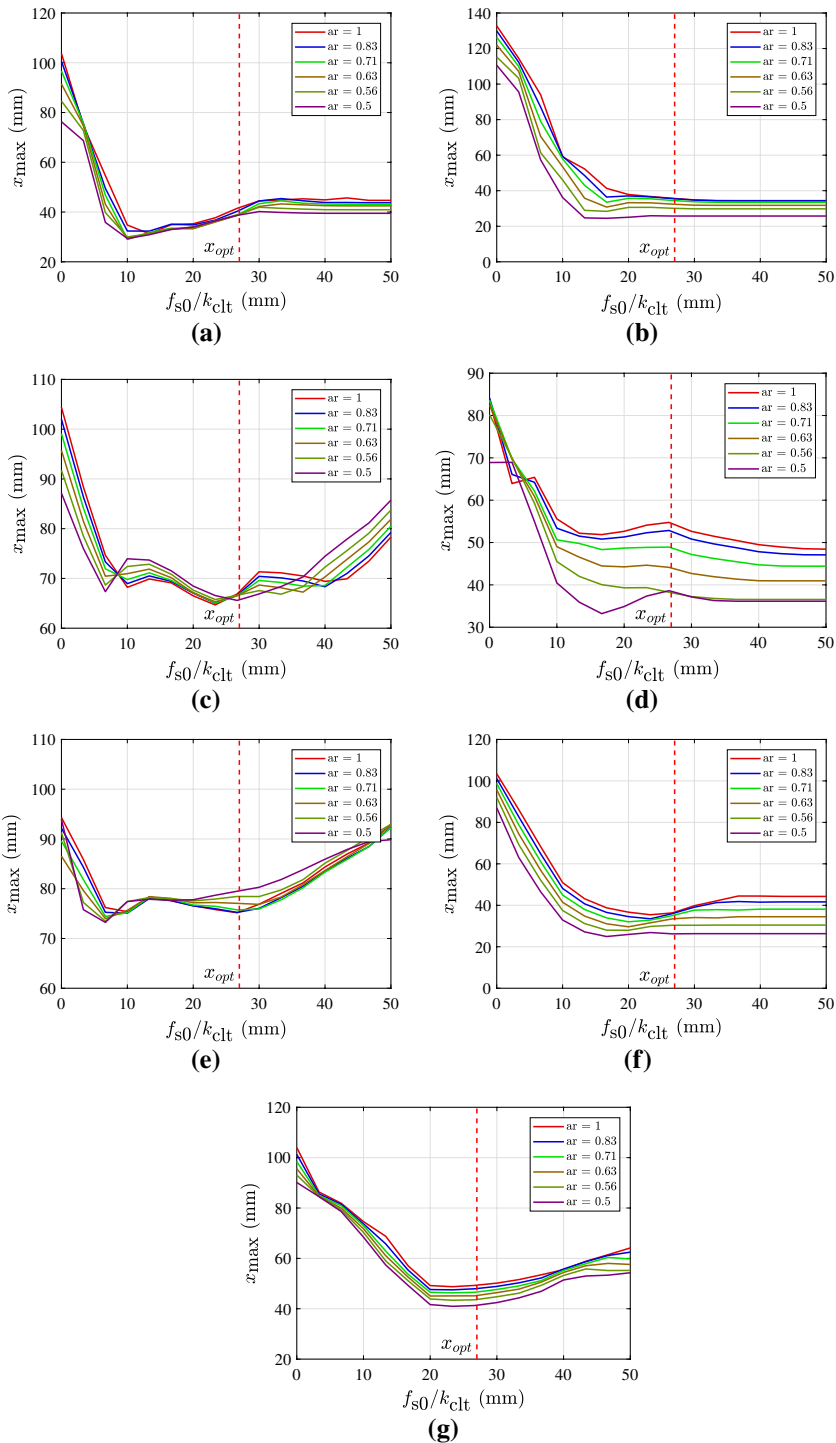 120
100
80
60
40
20
x_max (mm)
0 10 20 30 40 50
f_s0/k_clt (mm)
x_opt
ar = 1
ar = 0.83
ar = 0.71
ar = 0.63
ar = 0.56
ar = 0.5
(a)
140
120
100
80
60
40
20
0
x_max (mm)
0 10 20 30 40 50
f_s0/k_clt (mm)
x_opt
ar = 1
ar = 0.83
ar = 0.71
ar = 0.63
ar = 0.56
ar = 0.5
(b)
110
100
90
80
70
60
x_max (mm)
0 10 20 30 40 50
f_s0/k_clt (mm)
x_opt
ar = 1
ar = 0.83
ar = 0.71
ar = 0.63
ar = 0.56
ar = 0.5
(c)
90
80
70
60
50
40
30
x_max (mm)
0 10 20 30 40 50
f_s0/k_clt (mm)
x_opt
ar = 1
ar = 0.83
ar = 0.71
ar = 0.63
ar = 0.56
ar = 0.5
(d)
110
100
90
80
70
60
x_max (mm)
0 10 20 30 40 50
f_s0/k_clt (mm)
x_opt
ar = 1
ar = 0.83
ar = 0.71
ar = 0.63
ar = 0.56
ar = 0.5
(e)
120
100
80
60
40
20
0
x_max (mm)
0 10 20 30 40 50
f_s0/k_clt (mm)
x_opt
ar = 1
ar = 0.83
ar = 0.71
ar = 0.63
ar = 0.56
ar = 0.5
(f)
120
100
80
60
40
20
x_max (mm)
0 10 20 30 40 50
f_s0/k_clt (mm)
x_opt
ar = 1
ar = 0.83
ar = 0.71
ar = 0.63
ar = 0.56
ar = 0.5
(g)